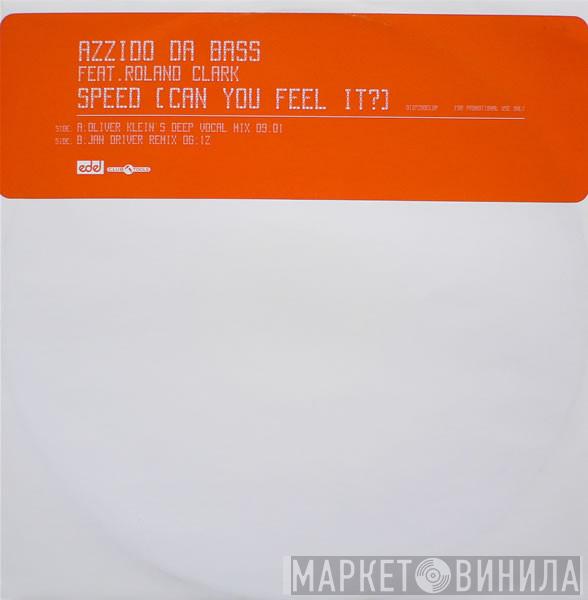 AZZIDO DA BASS
FEAT.ROLAND CLARK
SPEED [CAN YOU FEEL IT?]
FOR PROMOTIONAL USE ONLY
SIDE. A:OLIVER KLEIN'S DEEP VOCAL MIX 09:01
SIDE. B.JAN DRIVER REMIX 06:12
edel
CLUB TOOLS
МАРКЕТ ВИНИЛА